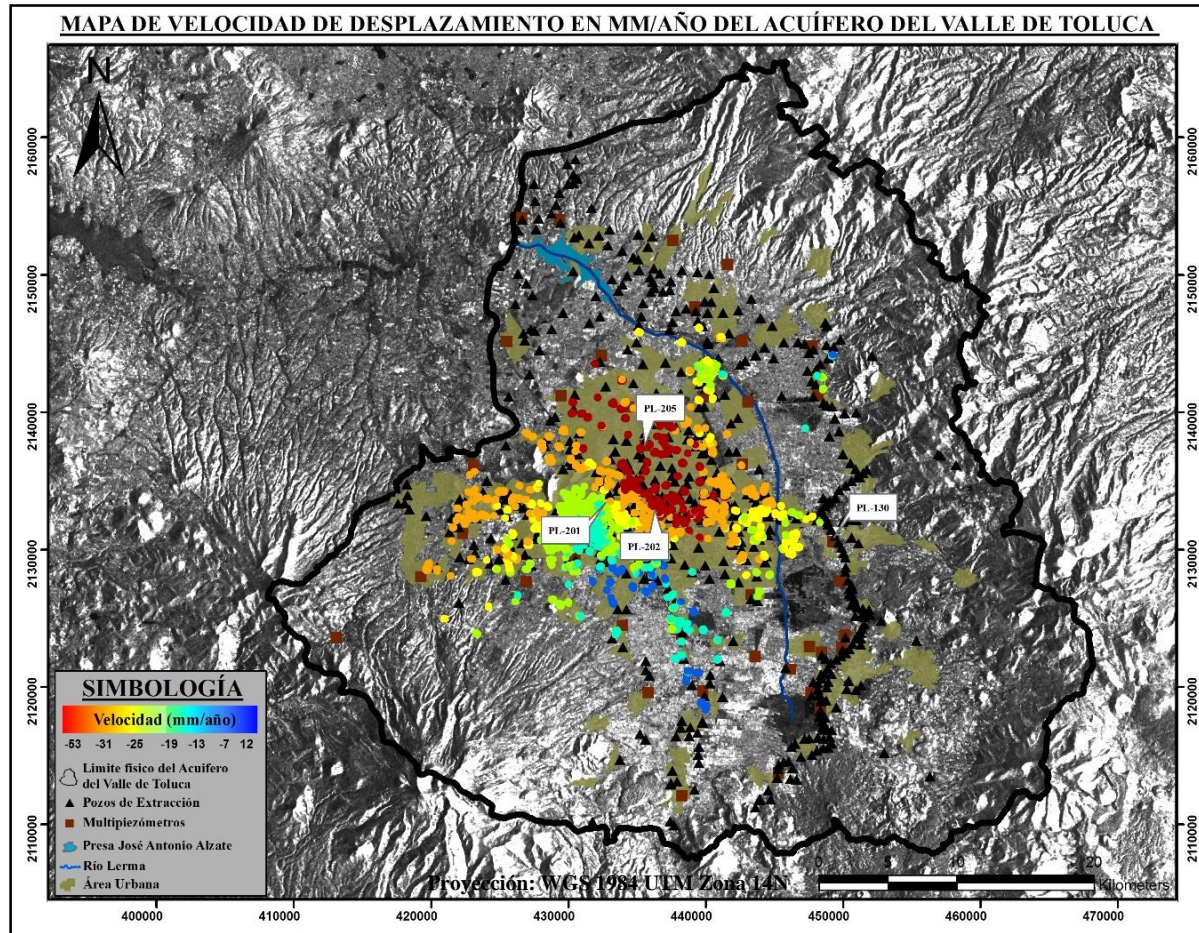 MAPA DE VELOCIDAD DE DESPLAZAMIENTO EN MM/AÑO DEL ACUÍFERO DEL VALLE DE TOLUCA
N
2160000
2160000
2150000
2150000
2140000
2140000
2130000
2130000
2120000
2120000
2110000
2110000
PL-205
PL-130
PL-201
PL-202
SIMBOLOGÍA
Velocidad (mm/año)
-53 -31 -25 -19 -13 -7 12
Limite fisico del Acuifero
del Valle de Toluca
Pozos de Extracción
Multipiezómetros
Presa José Antonio Alzate
Río Lerma
Área Urbana
0 5 10 20
Kilometers
Proyección: WGS 1984 UTM Zona 14N
400000 410000 420000 430000 440000 450000 460000 470000